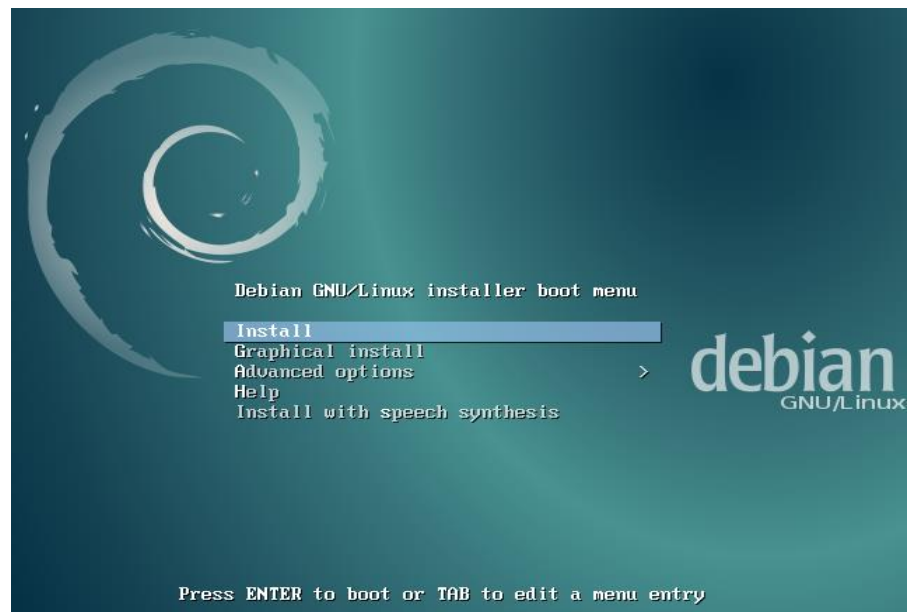 Debian GNU/Linux installer boot menu
Install
Graphical install
Advanced options >
Help
Install with speech synthesis
debian
GNU/Linux
Press ENTER to boot or TAB to edit a menu entry